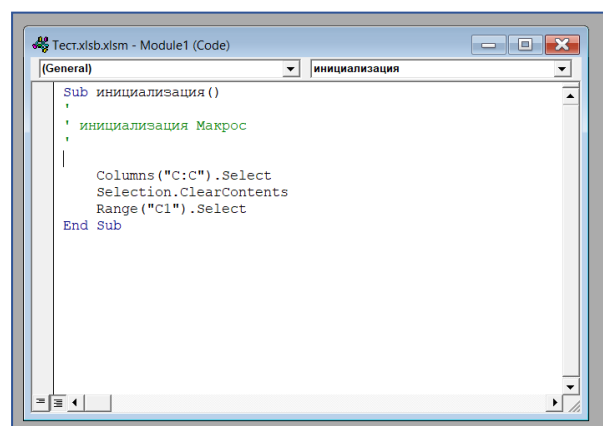 Тест.xlsb.xlsm - Module1 (Code)
(General) инициализация
Sub инициализация()
'
' инициализация Макрос
'
Columns("C:C").Select
Selection.ClearContents
Range("C1").Select
End Sub